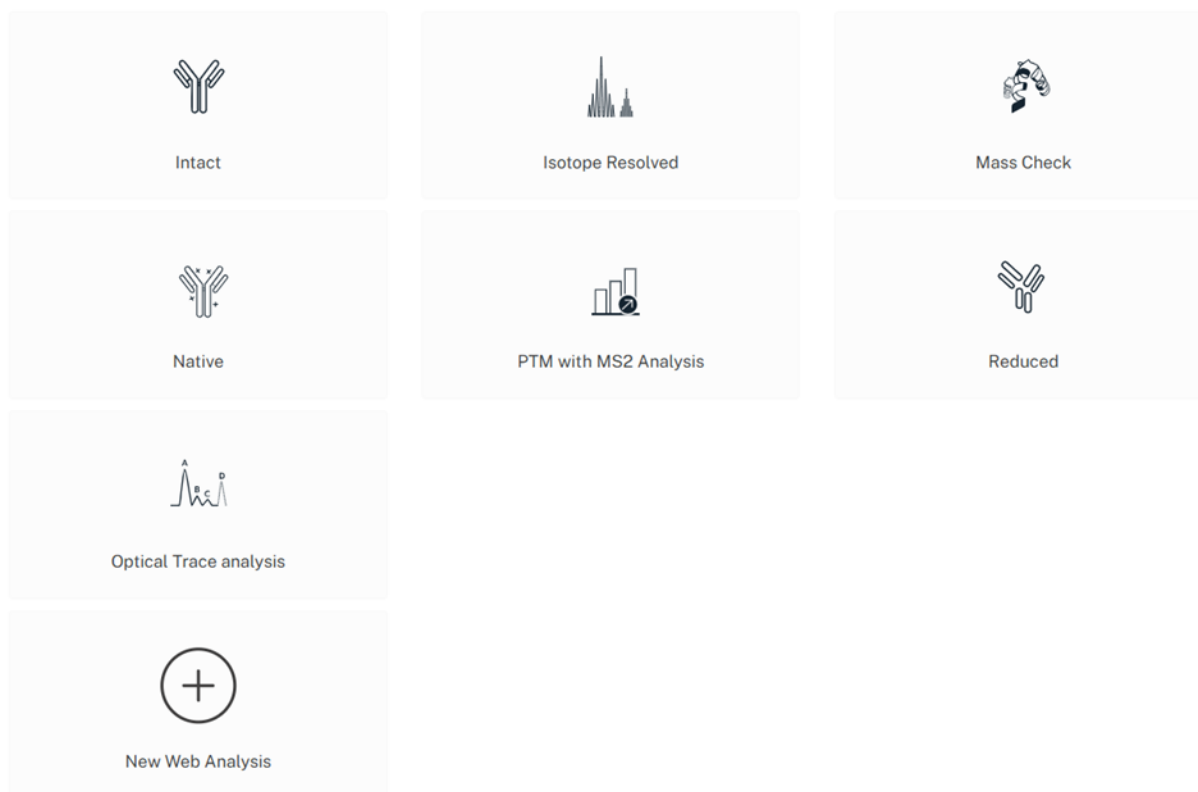 Intact
Isotope Resolved
Mass Check
Native
PTM with MS2 Analysis
Reduced
A
B
C
D
Optical Trace analysis
New Web Analysis